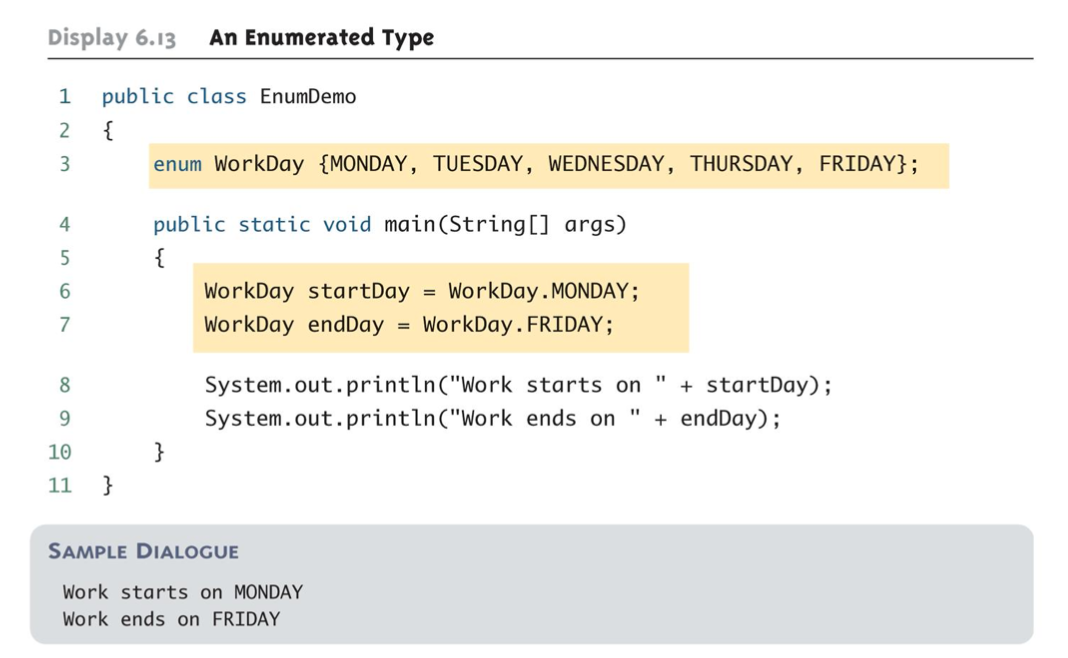 Display 6.13 An Enumerated Type
1 public class EnumDemo
2 {
3 enum WorkDay {MONDAY, TUESDAY, WEDNESDAY, THURSDAY, FRIDAY};
4 public static void main(String[] args)
5 {
6 WorkDay startDay = WorkDay.MONDAY;
7 WorkDay endDay = WorkDay.FRIDAY;
8 System.out.println("Work starts on " + startDay);
9 System.out.println("Work ends on " + endDay);
10 }
11 }
SAMPLE DIALOGUE
Work starts on MONDAY
Work ends on FRIDAY